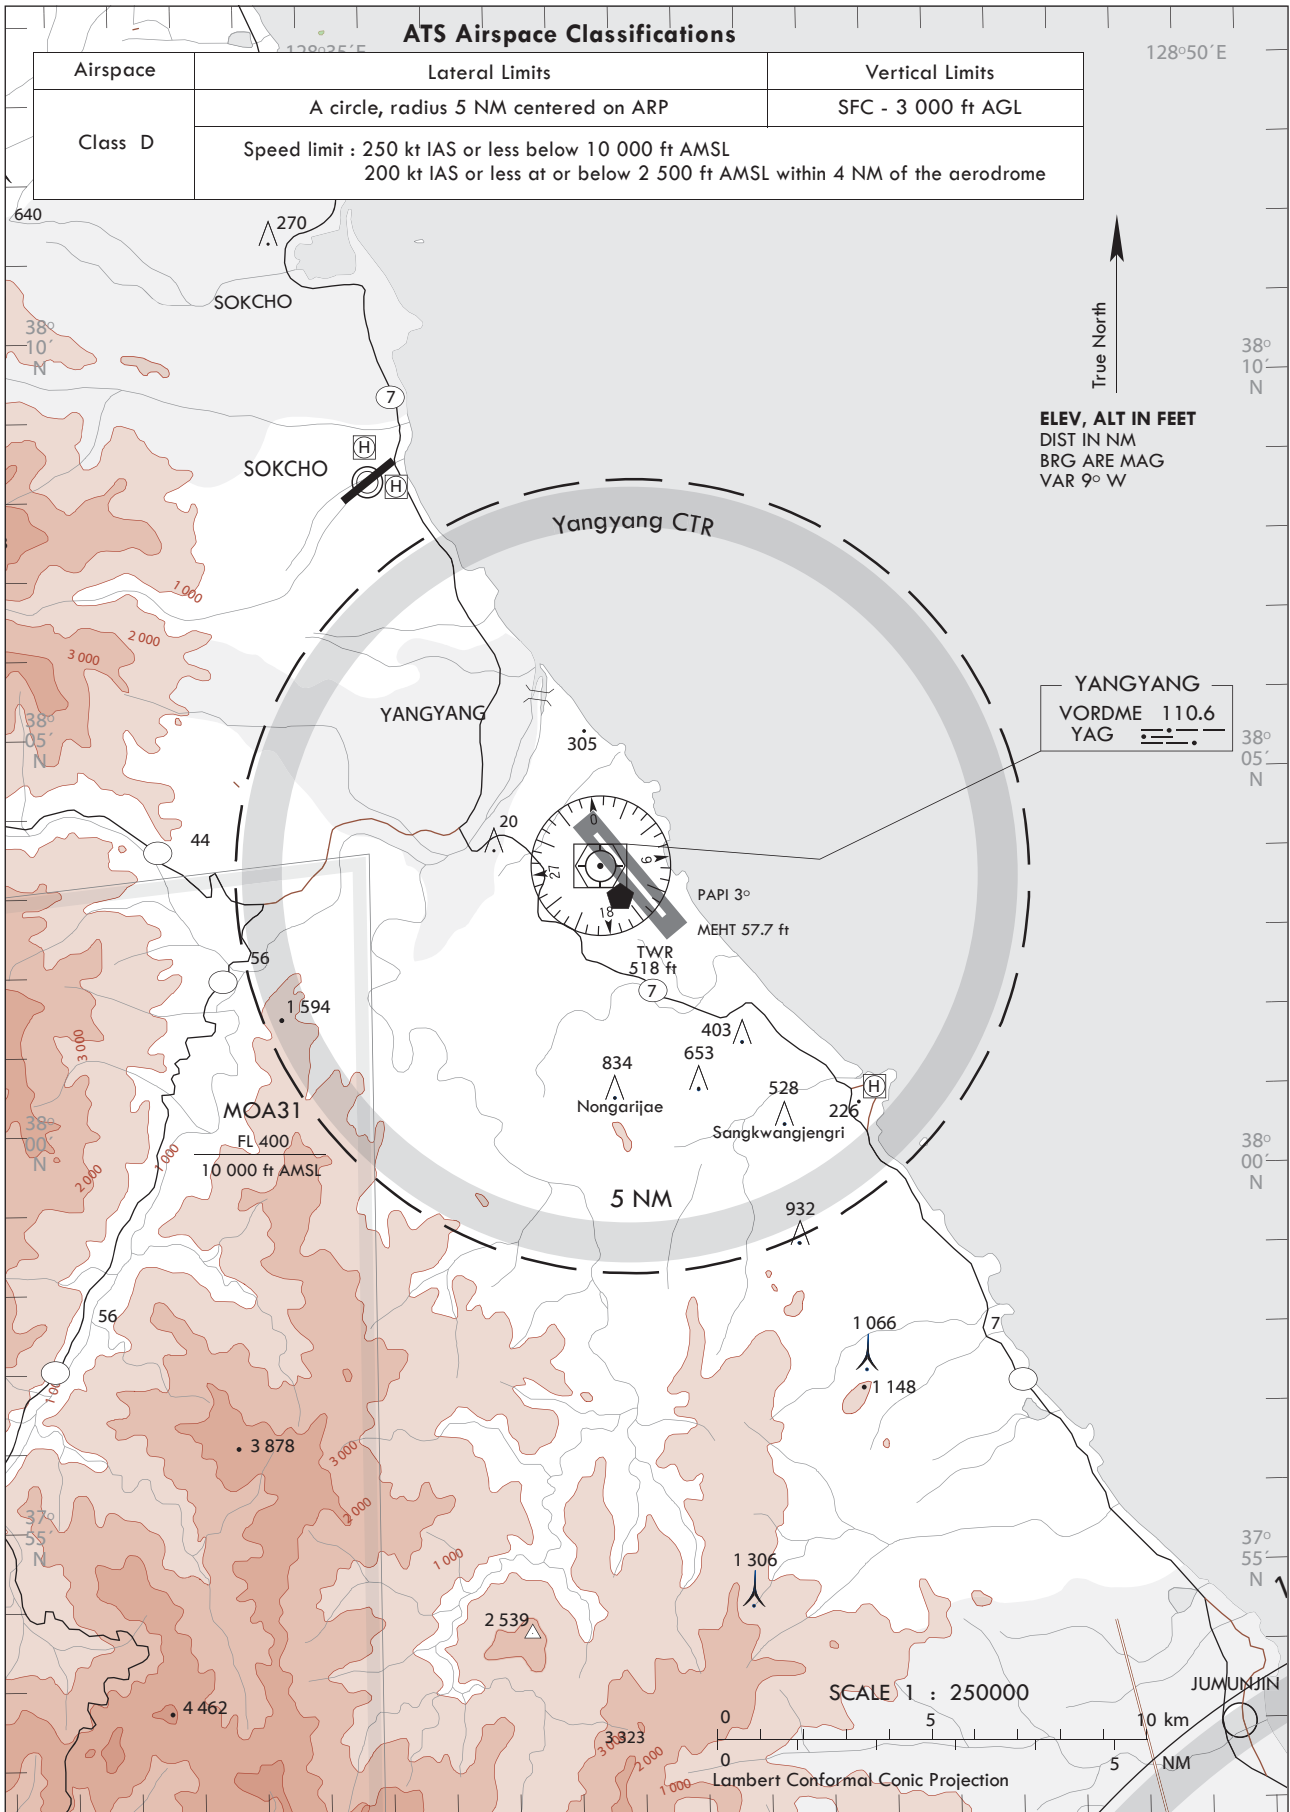 ATS Airspace Classifications
128°35´E
128°50´E
Airspace
Lateral Limits
Vertical Limits
Class D
A circle, radius 5 NM centered on ARP
SFC - 3 000 ft AGL
Speed limit : 250 kt IAS or less below 10 000 ft AMSL
200 kt IAS or less at or below 2 500 ft AMSL within 4 NM of the aerodrome
640
270
SOKCHO
True North
38°
10´
N
38°
10´
N
7
ELEV, ALT IN FEET
DIST IN NM
BRG ARE MAG
VAR 9° W
H
SOKCHO
H
Yangyang CTR
1 000
2 000
3 000
YANGYANG
VORDME 110.6
YAG
38°
05´
N
YANGYANG
305
38°
05´
N
44
20
0
9
27
18
PAPI 3°
MEHT 57.7 ft
TWR
518 ft
7
56
1 594
403
653
834
Nongarijae
528
226
H
Sangkwangjengri
3 000
MOA31
FL 400
10 000 ft AMSL
38°
00´
N
38°
00´
N
1 000
2 000
5 NM
932
56
1 066
7
1 148
3 878
3 000
2 000
1 000
37°
55´
N
37°
55´
N
1 306
2 539
4 462
3 323
2 000
1 000
JUMUNJIN
SCALE 1 : 250000
0
5
10 km
0
5
NM
Lambert Conformal Conic Projection